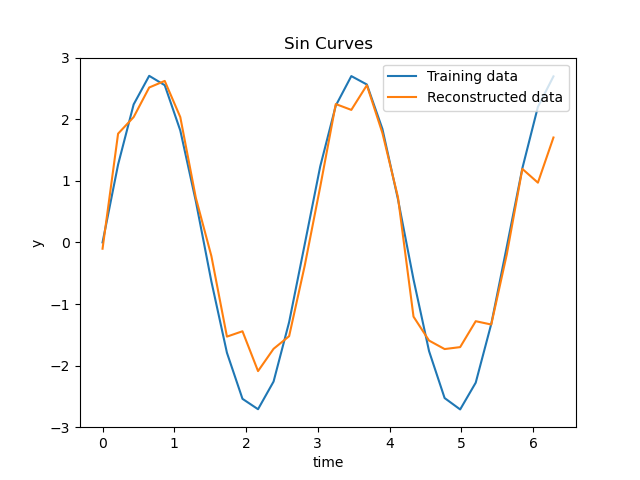 Sin Curves
Training data
Reconstructed data
3
2
1
0
−1
−2
−3
y
0
1
2
3
4
5
6
time